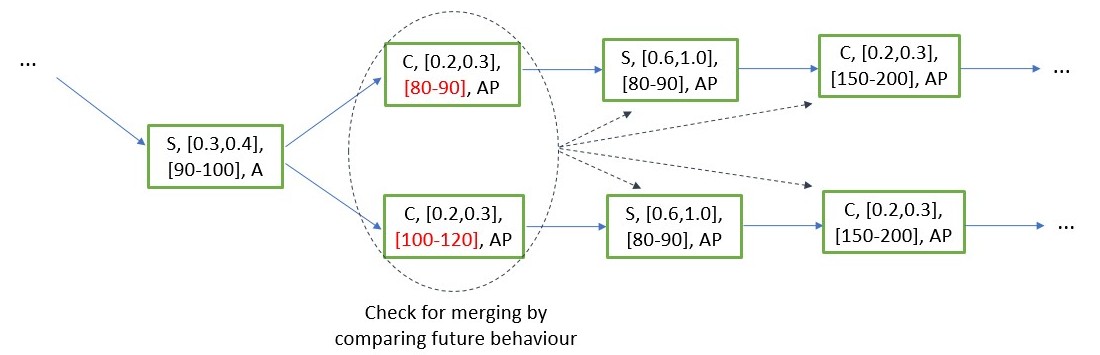 ...
C, [0.2,0.3],
[80-90], AP
S, [0.6,1.0],
[80-90], AP
C, [0.2,0.3],
[150-200], AP
...
S, [0.3,0.4],
[90-100], A
C, [0.2,0.3],
[100-120], AP
S, [0.6,1.0],
[80-90], AP
C, [0.2,0.3],
[150-200], AP
...
Check for merging by
comparing future behaviour